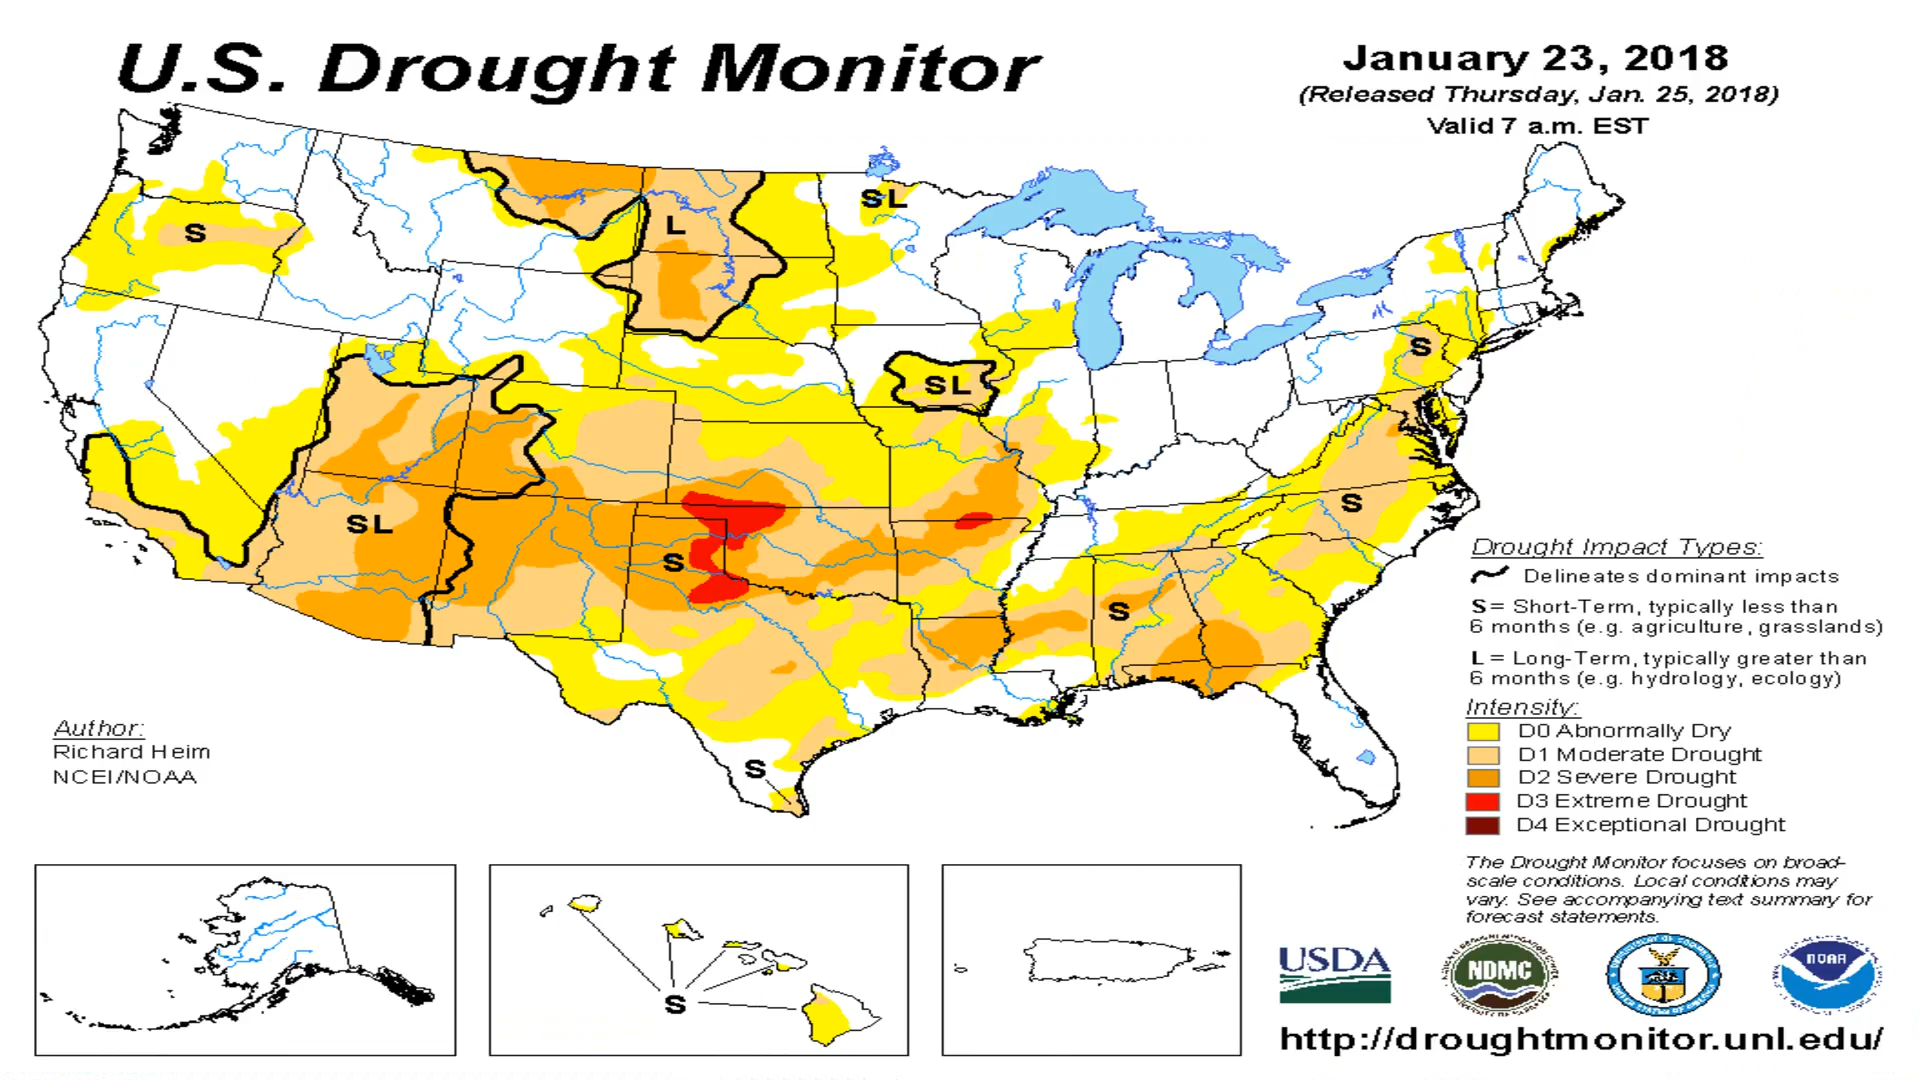 U.S. Drought Monitor
January 23, 2018
(Released Thursday, Jan. 25, 2018)
Valid 7 a.m. EST
S
L
SL
SL
S
SL
S
S
S
S
Author:
Richard Heim
NCEI/NOAA
S
Drought Impact Types:
Delineates dominant impacts
S = Short-Term, typically less than
6 months (e.g. agriculture, grasslands)
L = Long-Term, typically greater than
6 months (e.g. hydrology, ecology)
Intensity:
D0 Abnormally Dry
D1 Moderate Drought
D2 Severe Drought
D3 Extreme Drought
D4 Exceptional Drought
The Drought Monitor focuses on broad-
scale conditions. Local conditions may
vary. See accompanying text summary for
forecast statements.
S
USDA
NDMC
NOAA
http://droughtmonitor.unl.edu/